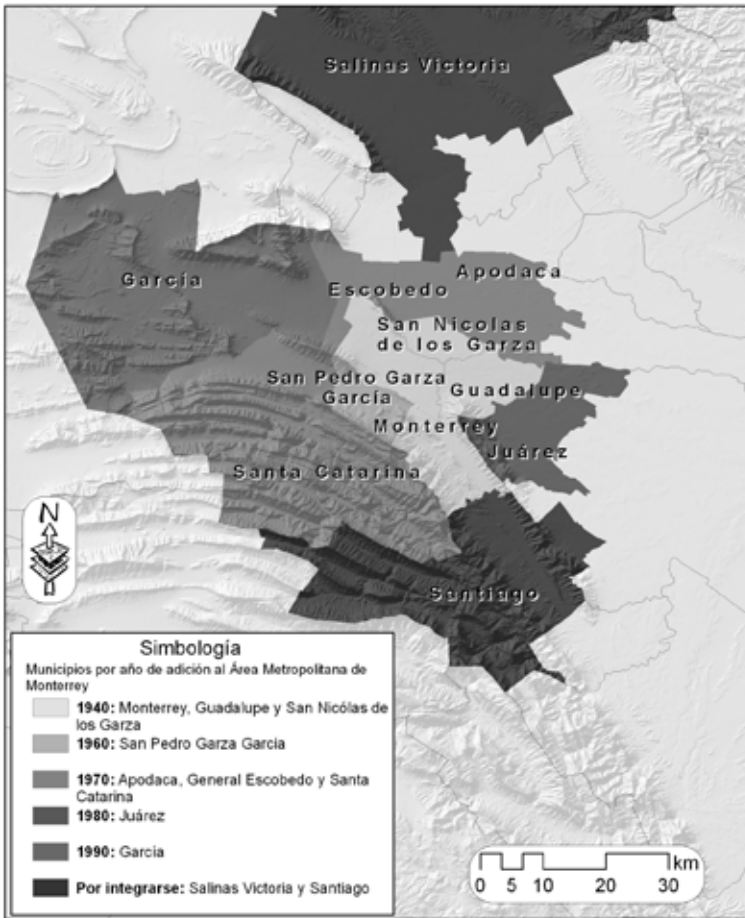 Salinas Victoria
García
Apodaca
Escobedo
San Nicolas
de los Garza
San Pedro Garza
García
Guadalupe
Monterrey
Juárez
Santa Catarina
N
Santiago
Simbología
Municipios por año de adición al Área Metropolitana de
Monterrey
1940: Monterrey, Guadalupe y San Nicólas de
los Garza
1960: San Pedro Garza García
1970: Apodaca, General Escobedo y Santa
Catarina
1980: Juárez
1990: García
Por integrarse: Salinas Victoria y Santiago
km
0 5 10 20 30